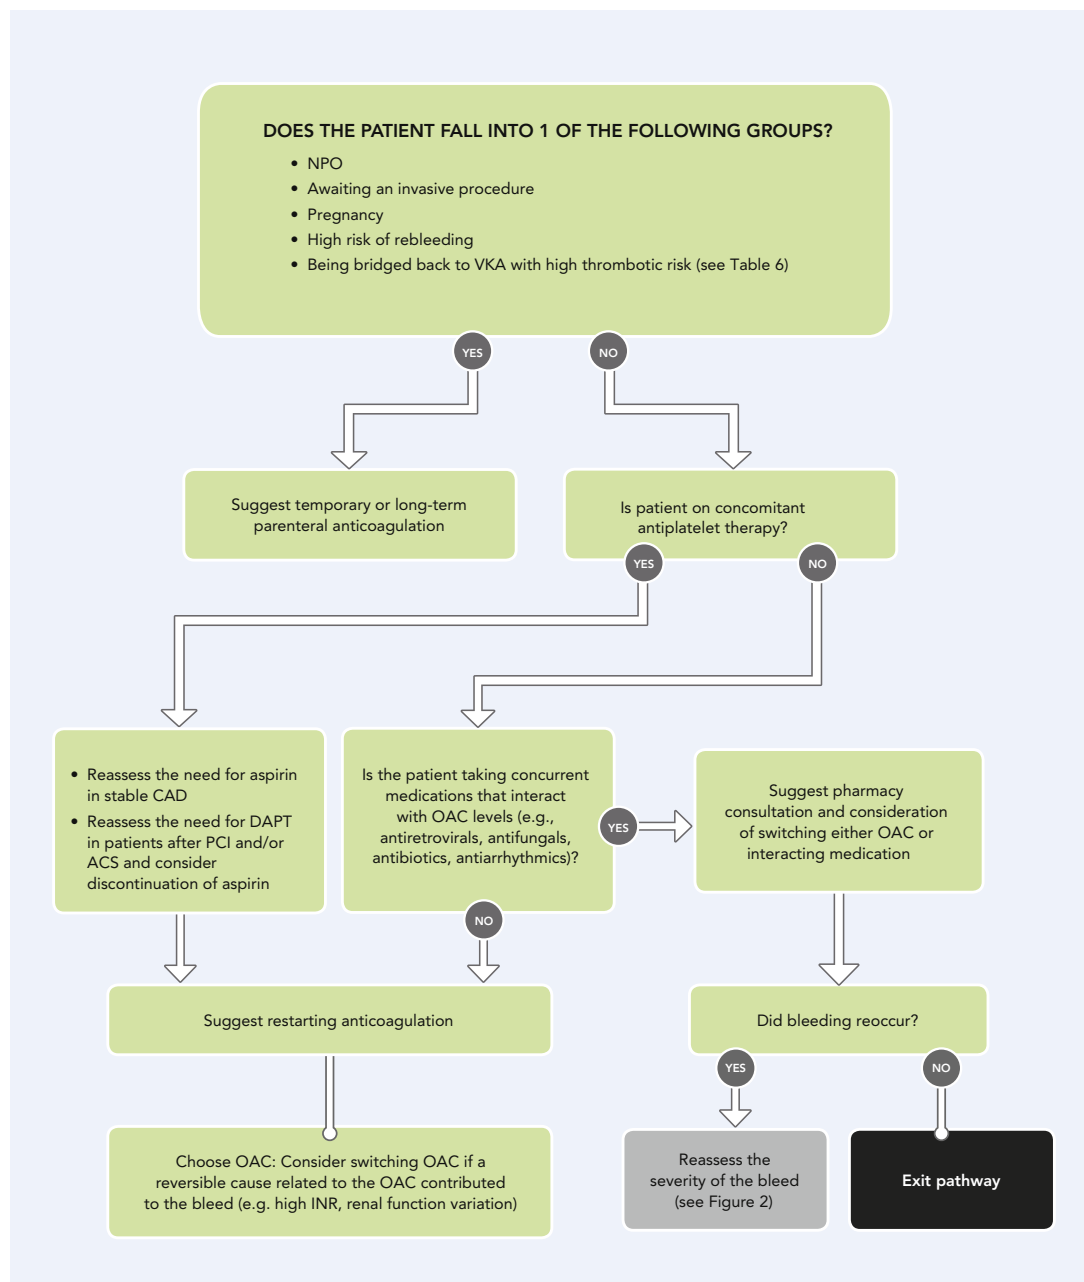 DOES THE PATIENT FALL INTO 1 OF THE FOLLOWING GROUPS?
• NPO
• Awaiting an invasive procedure
• Pregnancy
• High risk of rebleeding
• Being bridged back to VKA with high thrombotic risk (see Table 6)
YES
NO
Suggest temporary or long-term
parenteral anticoagulation
Is patient on concomitant
antiplatelet therapy?
YES
NO
• Reassess the need for aspirin
in stable CAD
• Reassess the need for DAPT
in patients after PCI and/or
ACS and consider
discontinuation of aspirin
Is the patient taking concurrent
medications that interact
with OAC levels (e.g.,
antiretrovirals, antifungals,
antibiotics, antiarrhythmics)?
YES
Suggest pharmacy
consultation and consideration
of switching either OAC or
interacting medication
NO
Suggest restarting anticoagulation
Did bleeding reoccur?
YES
NO
Choose OAC: Consider switching OAC if a
reversible cause related to the OAC contributed
to the bleed (e.g. high INR, renal function variation)
Reassess the
severity of the bleed
(see Figure 2)
Exit pathway